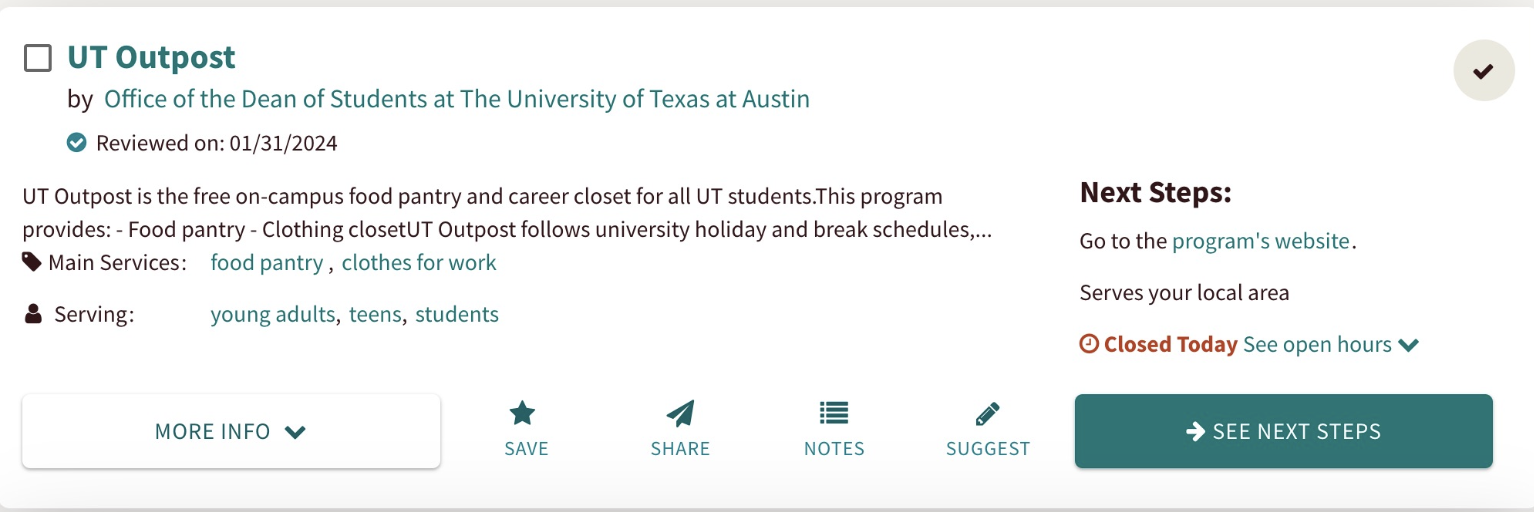 UT Outpost
by Office of the Dean of Students at The University of Texas at Austin
Reviewed on: 01/31/2024
UT Outpost is the free on-campus food pantry and career closet for all UT students.This program
provides: - Food pantry - Clothing closetUT Outpost follows university holiday and break schedules,...
Main Services: food pantry , clothes for work
Serving: young adults, teens, students
Next Steps:
Go to the program's website.
Serves your local area
Closed Today See open hours
MORE INFO
SAVE
SHARE
NOTES
SUGGEST
SEE NEXT STEPS